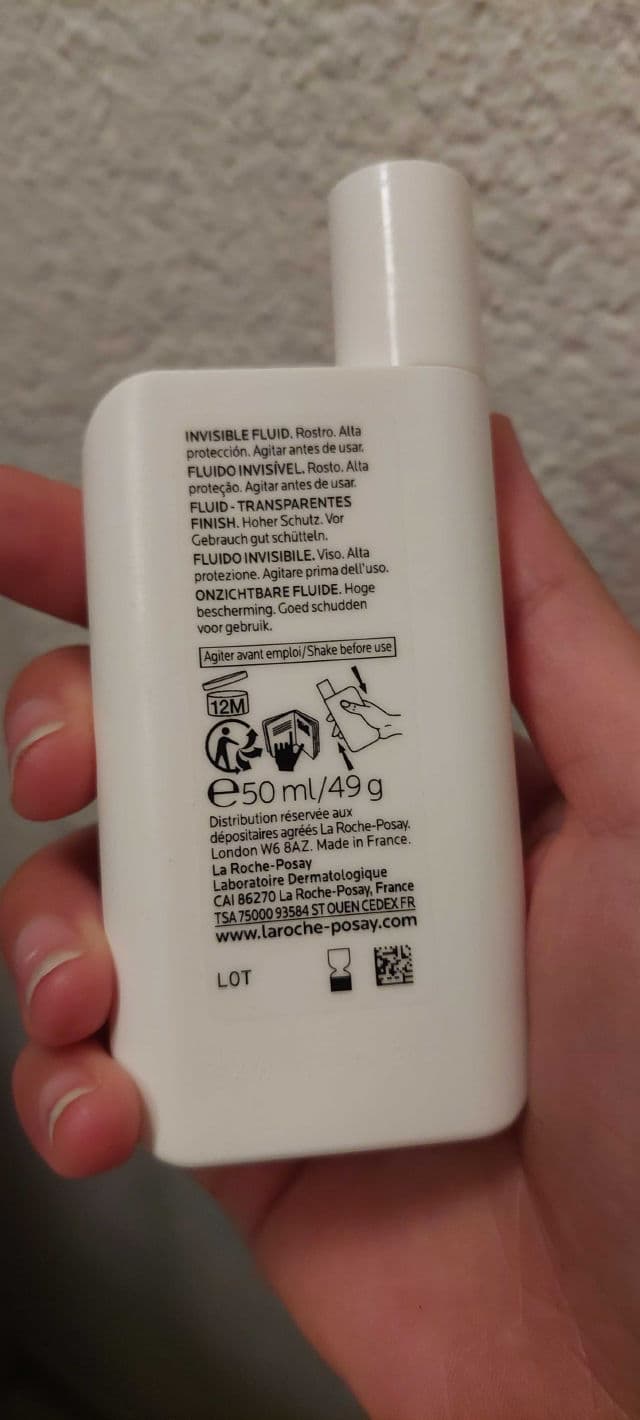 INVISIBLE FLUID. Rostro. Alta
protección. Agitar antes de usar.
FLUIDO INVISÍVEL. Rosto. Alta
proteção. Agitar antes de usar.
FLUID - TRANSPARENTES
FINISH. Hoher Schutz. Vor
Gebrauch gut schütteln.
FLUIDO INVISIBILE. Viso. Alta
protezione. Agitare prima dell'uso.
ONZICHTBARE FLUIDE. Hoge
bescherming. Goed schudden
voor gebruik.
Agiter avant emploi/Shake before use
12M
e50 ml/49 g
Distribution réservée aux
dépositaires agréés La Roche-Posay.
London W6 8AZ. Made in France.
La Roche-Posay
Laboratoire Dermatologique
CAI 86270 La Roche-Posay, France
TSA 75000 93584 ST OUEN CEDEX FR
www.laroche-posay.com
LOT